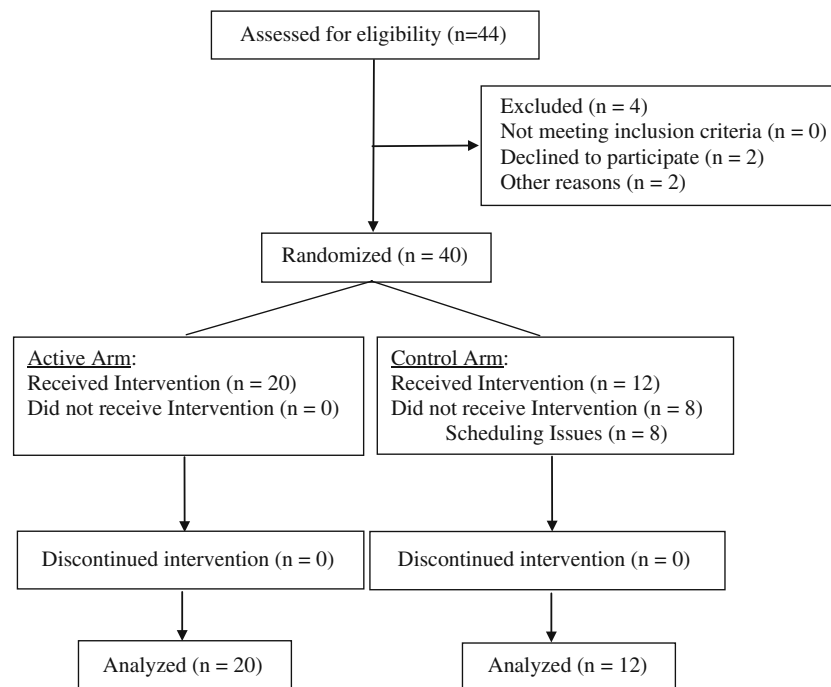 Assessed for eligibility (n=44)
Excluded (n = 4)
Not meeting inclusion criteria (n = 0)
Declined to participate (n = 2)
Other reasons (n = 2)
Randomized (n = 40)
Active Arm:
Received Intervention (n = 20)
Did not receive Intervention (n = 0)
Control Arm:
Received Intervention (n = 12)
Did not receive Intervention (n = 8)
Scheduling Issues (n = 8)
Discontinued intervention (n = 0)
Discontinued intervention (n = 0)
Analyzed (n = 20)
Analyzed (n = 12)